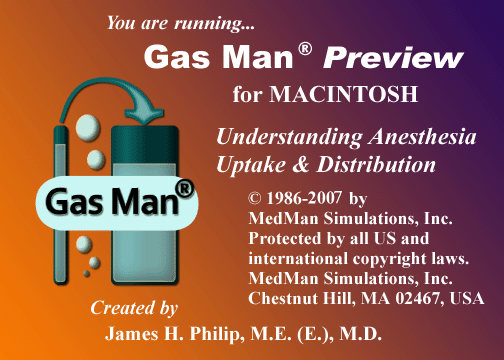 You are running...
Gas Man® Preview
for MACINTOSH
Understanding Anesthesia
Uptake & Distribution
Gas Man®
© 1986-2007 by
MedMan Simulations, Inc.
Protected by all US and
international copyright laws.
MedMan Simulations, Inc.
Chestnut Hill, MA 02467, USA
Created by
James H. Philip, M.E. (E.), M.D.